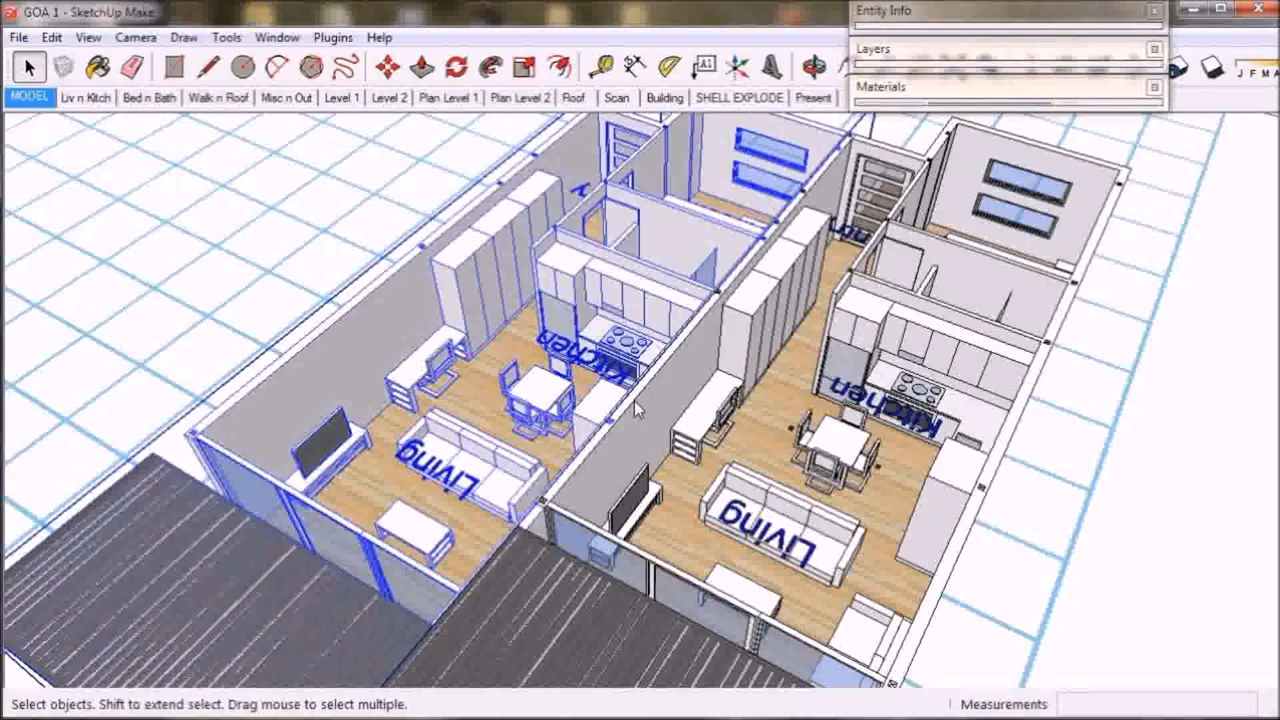 GOA 1 - SketchUp Make
Entity Info
File Edit View Camera Draw Tools Window Plugins Help
Layers
A1
Materials
J F M A
MODEL Liv n Kitch Bed n Bath Walk n Roof Misc n Out Level 1 Level 2 Plan Level 1 Plan Level 2 Roof Scan Building SHELL EXPLODE Present
Kitchen
Kitchen
Living
Living
Select objects. Shift to extend select. Drag mouse to select multiple.
Measurements